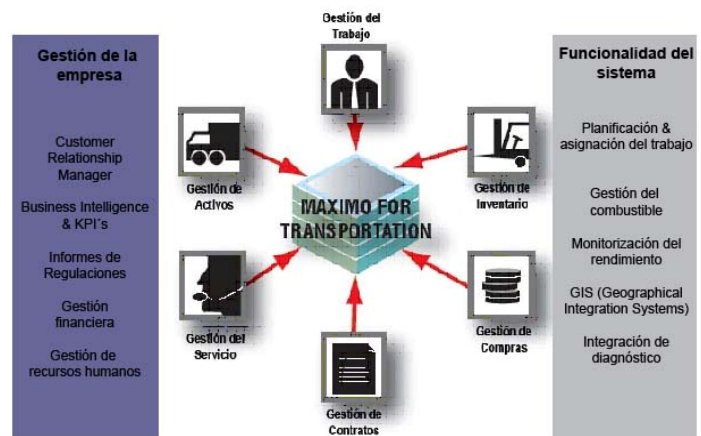 Gestión de la
empresa
Customer
Relationship
Manager
Business Intelligence
& KPI´s
Informes de
Regulaciones
Gestión
financiera
Gestión de
recursos humanos
Gestión del
Trabajo
Gestión de
Activos
Gestión de
Inventario
MAXIMO FOR
TRANSPORTATION
Gestión del
Servicio
Gestión de
Compras
Gestión de
Contratos
Funcionalidad del
sistema
Planificación &
asignación del trabajo
Gestión del
combustible
Monitorización del
rendimiento
GIS (Geographical
Integration Systems)
Integración de
diagnóstico